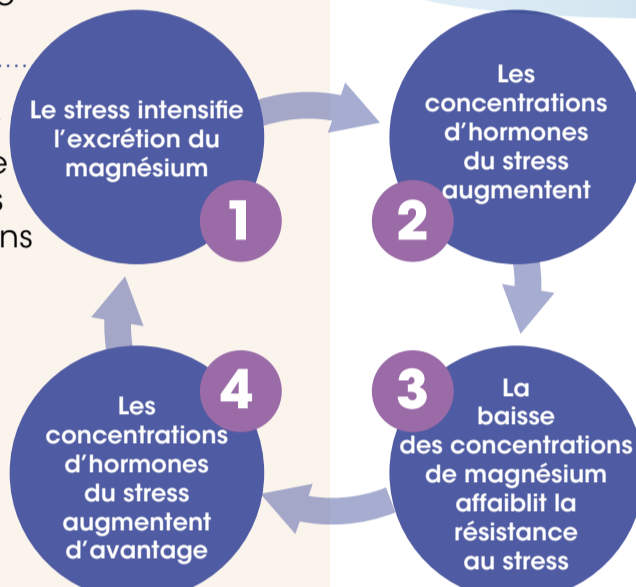 Le stress intensifie
l'excrétion du
magnésium
1
Les
concentrations
d'hormones
du stress
augmentent
2
3
La
baisse
des concentrations
de magnésium
affaiblit la
résistance
au stress
4
Les
concentrations
d'hormones
du stress
augmentent
d'avantage